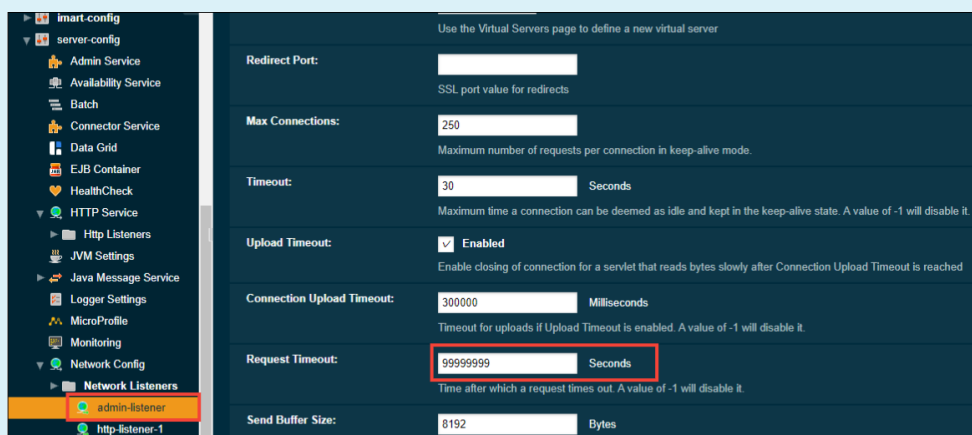 imart-config
server-config
Admin Service
Availability Service
Batch
Connector Service
Data Grid
EJB Container
HealthCheck
HTTP Service
Http Listeners
JVM Settings
Java Message Service
Logger Settings
MicroProfile
Monitoring
Network Config
Network Listeners
admin-listener
http-listener-1
Use the Virtual Servers page to define a new virtual server
Redirect Port:
SSL port value for redirects
Max Connections:
250
Maximum number of requests per connection in keep-alive mode.
Timeout:
30 Seconds
Maximum time a connection can be deemed as idle and kept in the keep-alive state. A value of -1 will disable it.
Upload Timeout:
Enabled
Enable closing of connection for a servlet that reads bytes slowly after Connection Upload Timeout is reached
Connection Upload Timeout:
300000 Milliseconds
Timeout for uploads if Upload Timeout is enabled. A value of -1 will disable it.
Request Timeout:
99999999 Seconds
Time after which a request times out. A value of -1 will disable it.
Send Buffer Size:
8192 Bytes